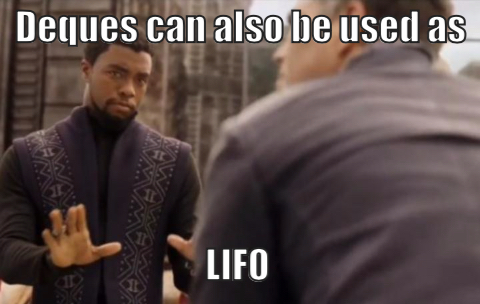 Deques can also be used as
LIFO